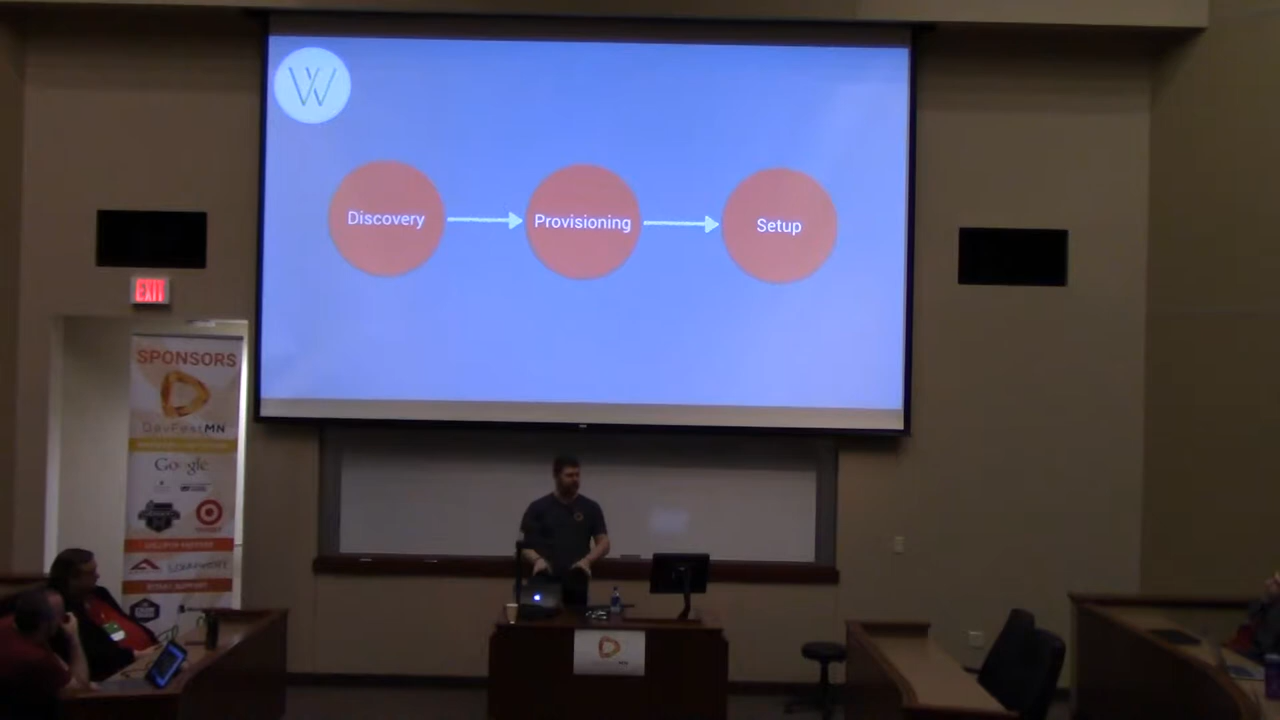 W
Discovery
Provisioning
Setup
EXIT
SPONSORS
DevFestMN
Google